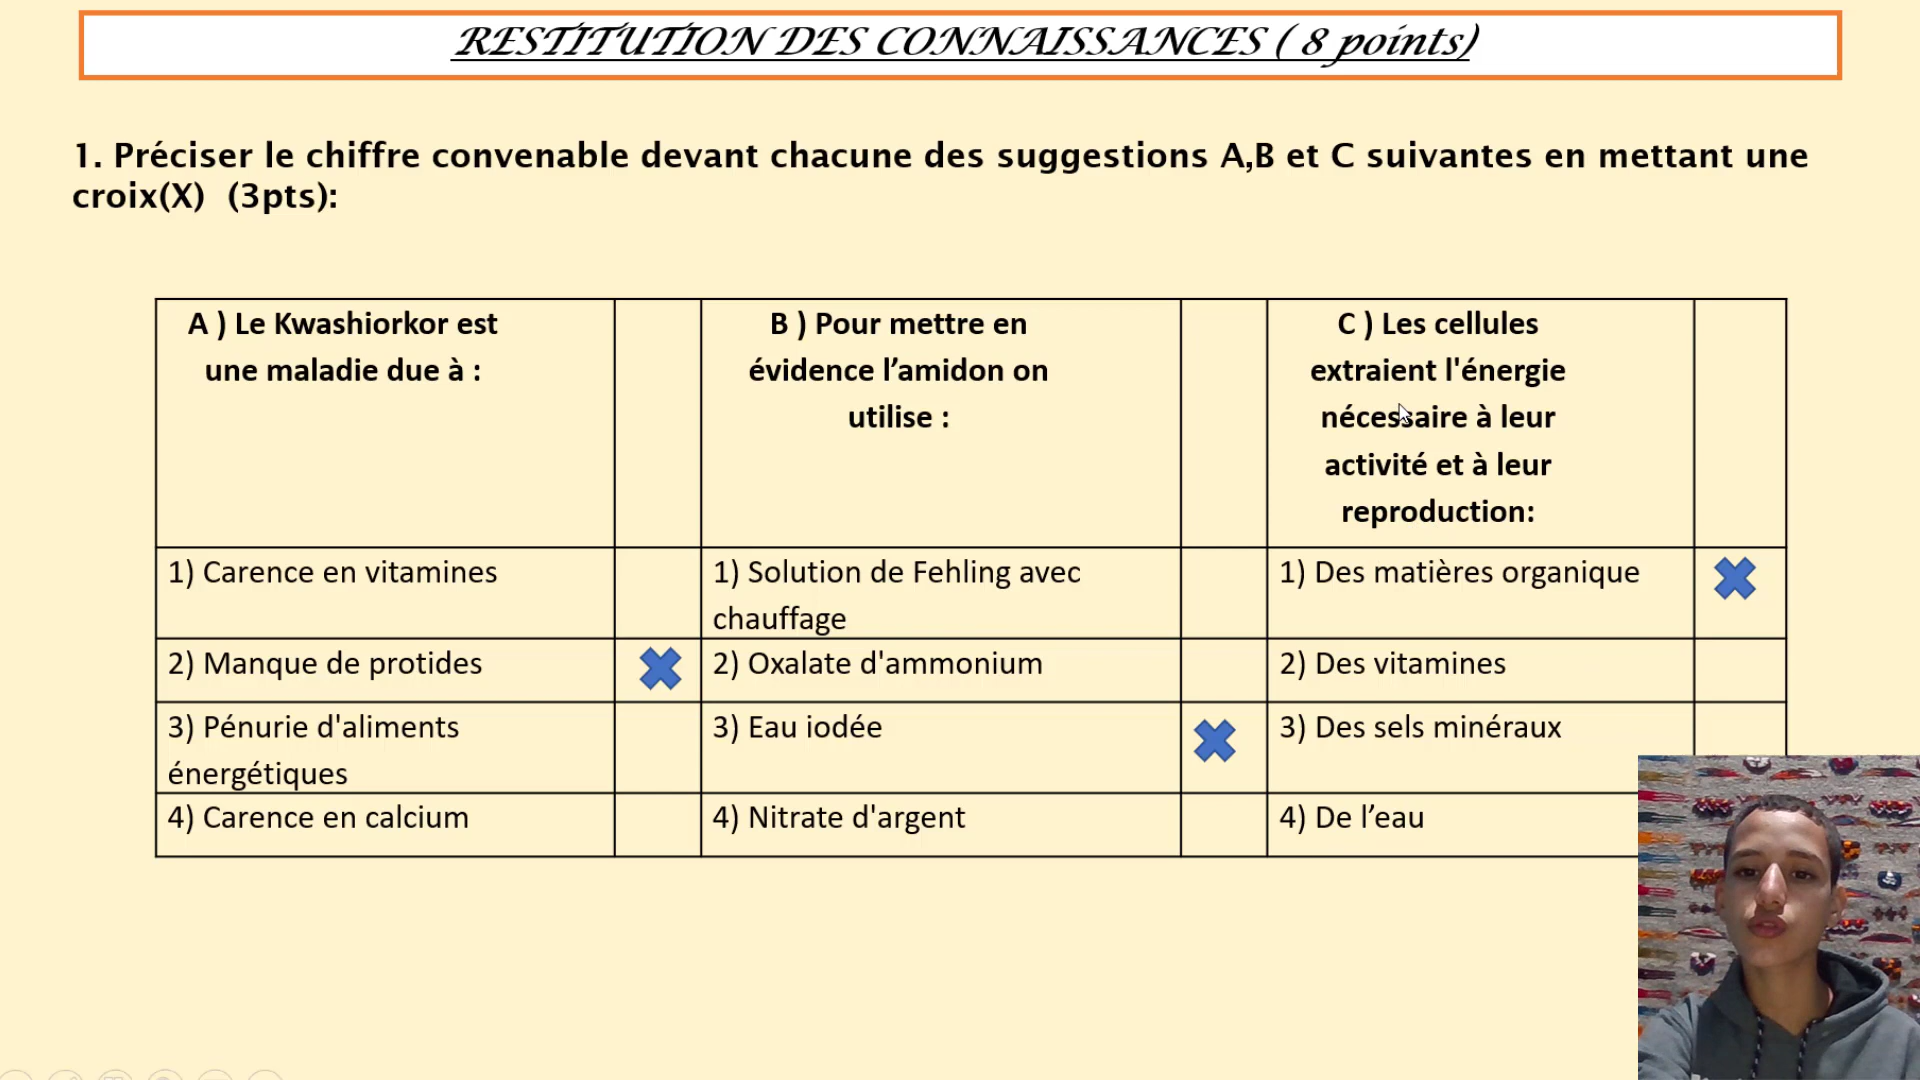 RESTITUTION DES CONNAISSANCES ( 8 points)
1. Préciser le chiffre convenable devant chacune des suggestions A,B et C suivantes en mettant une
croix(X) (3pts):
A ) Le Kwashiorkor est
une maladie due à :
B ) Pour mettre en
évidence l’amidon on
utilise :
C ) Les cellules
extraient l'énergie
nécessaire à leur
activité et à leur
reproduction:
1) Carence en vitamines
1) Solution de Fehling avec
chauffage
1) Des matières organique
2) Manque de protides
2) Oxalate d'ammonium
2) Des vitamines
3) Pénurie d'aliments
énergétiques
3) Eau iodée
3) Des sels minéraux
4) Carence en calcium
4) Nitrate d'argent
4) De l’eau